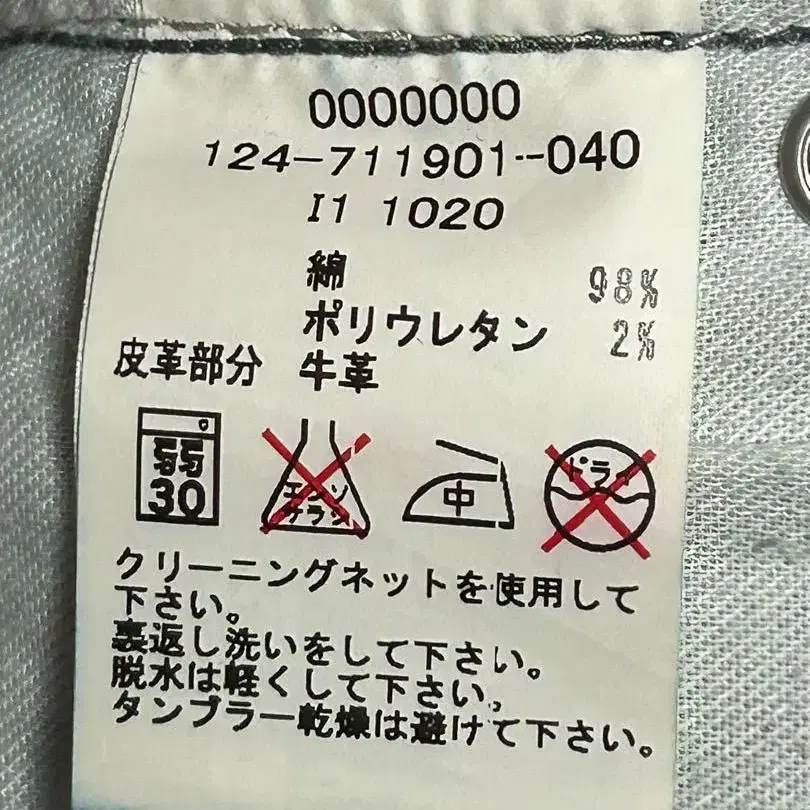 0000000
124-711901--040
I1 1020
綿 98%
ポリウレタン 2%
皮革部分 牛革
弱 30
エンソ サラシ
中
ドライ
クリーニングネットを使用して
下さい。
裏返し洗いをして下さい。
脱水は軽くして下さい。
タンブラー乾燥は避けて下さい。